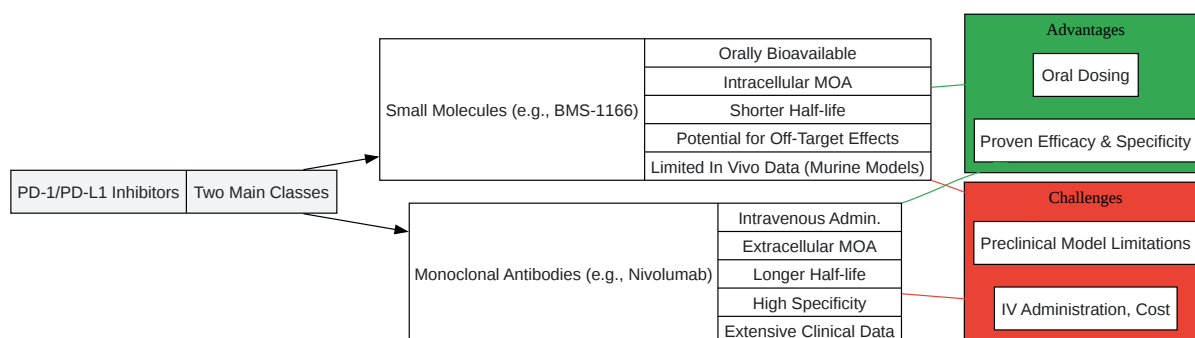 PD-1/PD-L1 Inhibitors
Two Main Classes
Small Molecules (e.g., BMS-1166)
Orally Bioavailable
Intracellular MOA
Shorter Half-life
Potential for Off-Target Effects
Limited In Vivo Data (Murine Models)
Monoclonal Antibodies (e.g., Nivolumab)
Intravenous Admin.
Extracellular MOA
Longer Half-life
High Specificity
Extensive Clinical Data
Advantages
Oral Dosing
Proven Efficacy & Specificity
Challenges
Preclinical Model Limitations
IV Administration, Cost